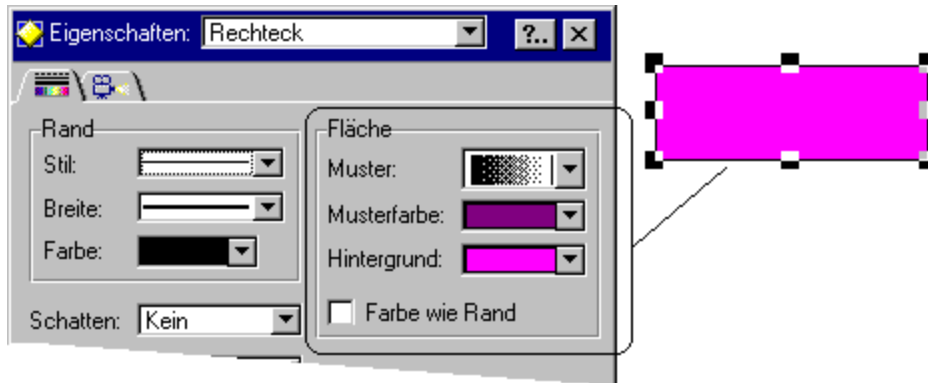 Eigenschaften: Rechteck ?..
Rand
Stil:
Breite:
Farbe:
Schatten: Kein
Fläche
Muster:
Musterfarbe:
Hintergrund:
Farbe wie Rand